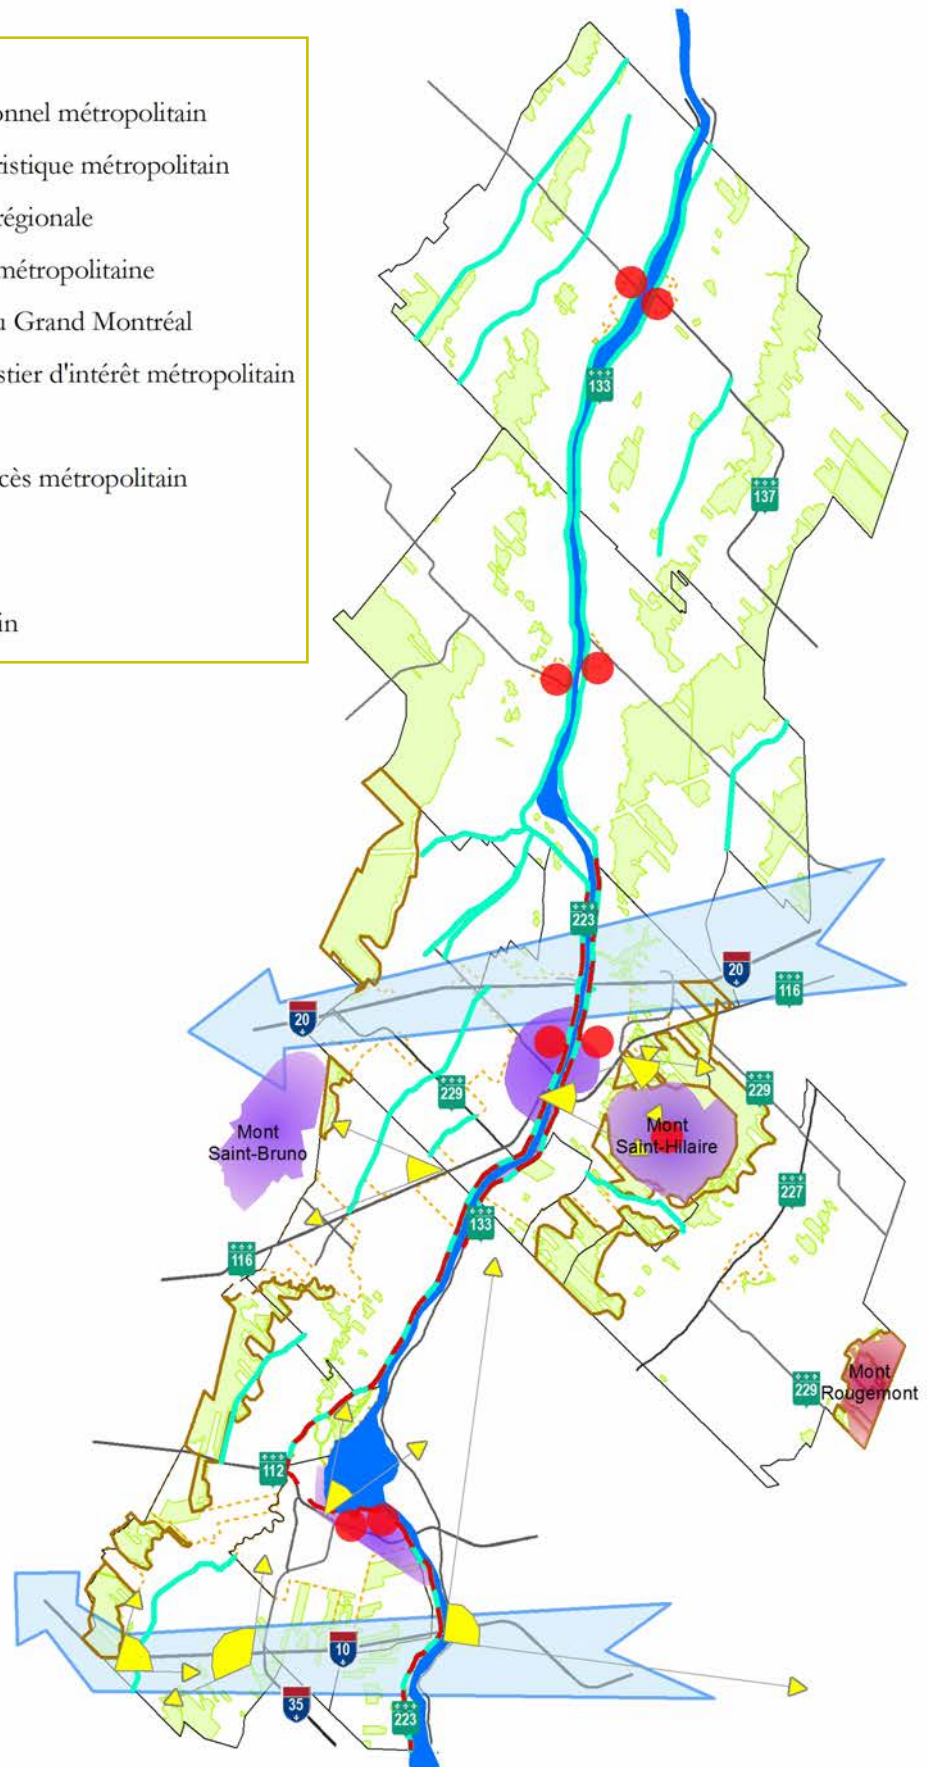 onnel métropolitain
ristique métropolitain
régionale
métropolitaine
u Grand Montréal
stier d'intérêt métropolitain
cès métropolitain
in
133
137
223
20
116
20
229
229
Mont
Saint-Bruno
Mont
Saint-Hilaire
227
133
116
229
Mont
Rougemont
112
10
35
223